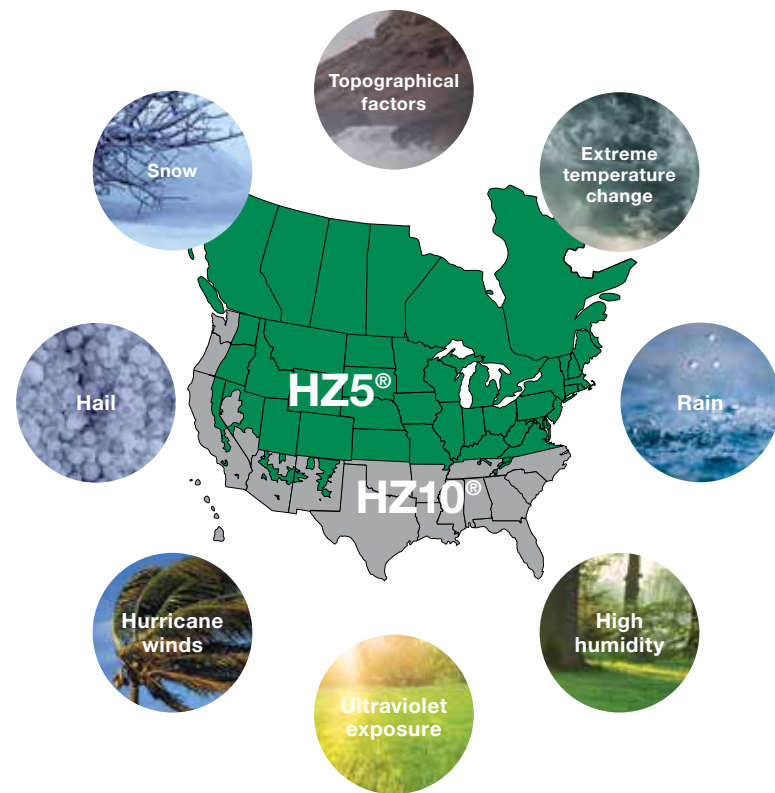 Topographical
factors
Snow
Extreme
temperature
change
HZ5®
Hail
Rain
HZ10®
Hurricane
winds
High
humidity
Ultraviolet
exposure